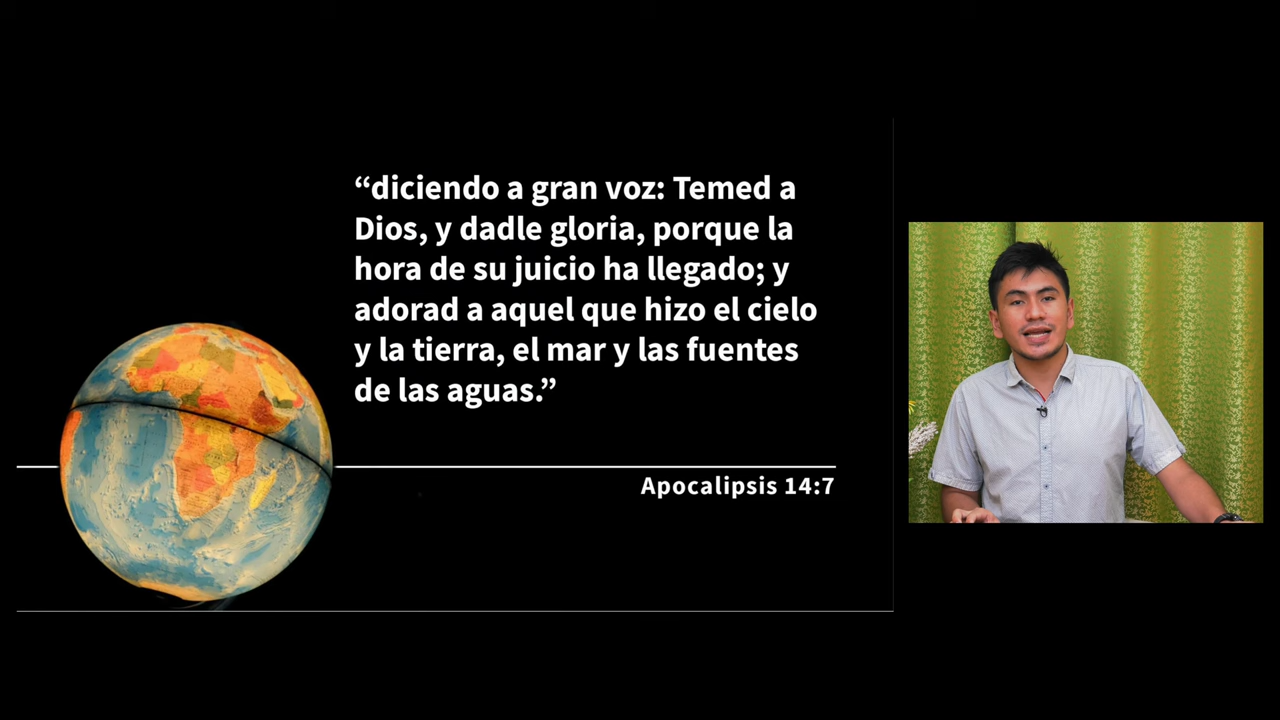 “diciendo a gran voz: Temed a
Dios, y dadle gloria, porque la
hora de su juicio ha llegado; y
adorad a aquel que hizo el cielo
y la tierra, el mar y las fuentes
de las aguas.”
Apocalipsis 14:7